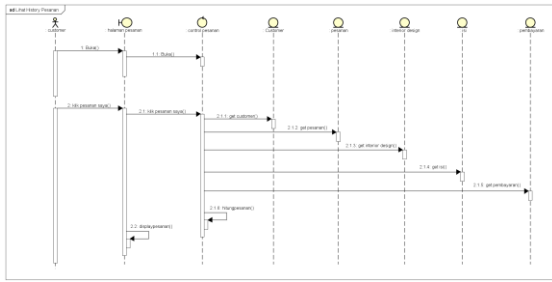 sd Lihat History Pesanan
customer
halaman pesanan
control pesanan
Customer
pesanan
interior design
rol
pembayaran
1: Buka()
1.1: Buka()
2: klik pesanan saya()
2.1: klik pesanan saya()
2.1.1: get customer()
2.1.2: get pesanan()
2.1.3: get interior design()
2.1.4: get rol()
2.1.5: get pembayaran()
2.1.6: hitungpesanan()
2.2: displaypesanan()